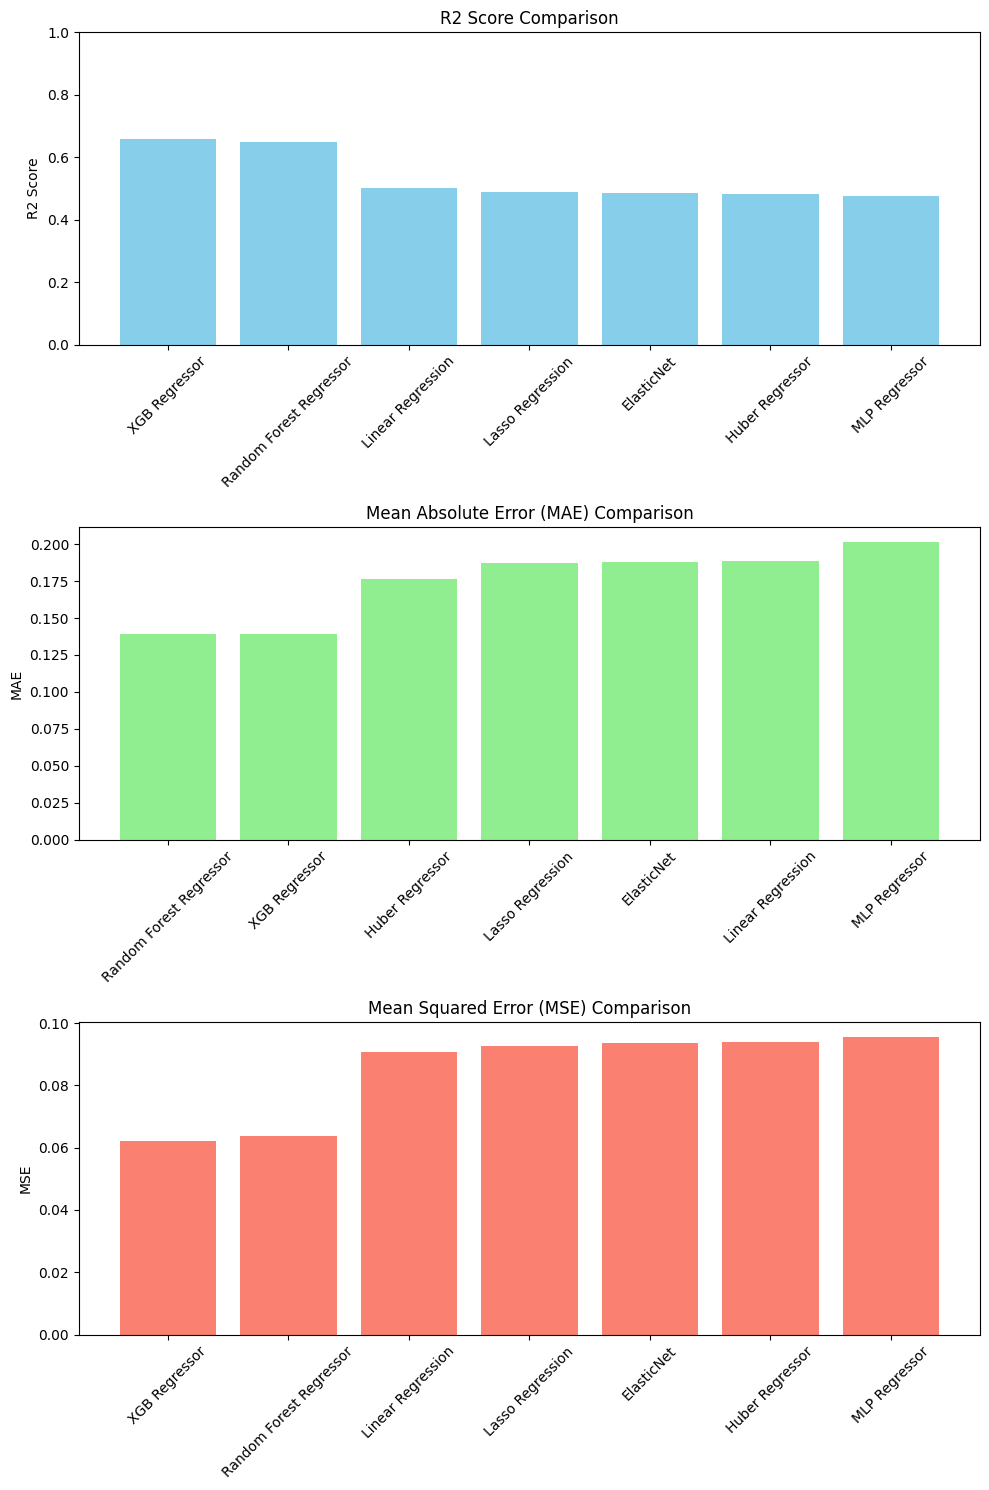 R2 Score Comparison
R2 Score
1.0
0.8
0.6
0.4
0.2
0.0
XGB Regressor
Random Forest Regressor
Linear Regression
Lasso Regression
ElasticNet
Huber Regressor
MLP Regressor
Mean Absolute Error (MAE) Comparison
MAE
0.200
0.175
0.150
0.125
0.100
0.075
0.050
0.025
0.000
Random Forest Regressor
XGB Regressor
Huber Regressor
Lasso Regression
ElasticNet
Linear Regression
MLP Regressor
Mean Squared Error (MSE) Comparison
MSE
0.10
0.08
0.06
0.04
0.02
0.00
XGB Regressor
Random Forest Regressor
Linear Regression
Lasso Regression
ElasticNet
Huber Regressor
MLP Regressor